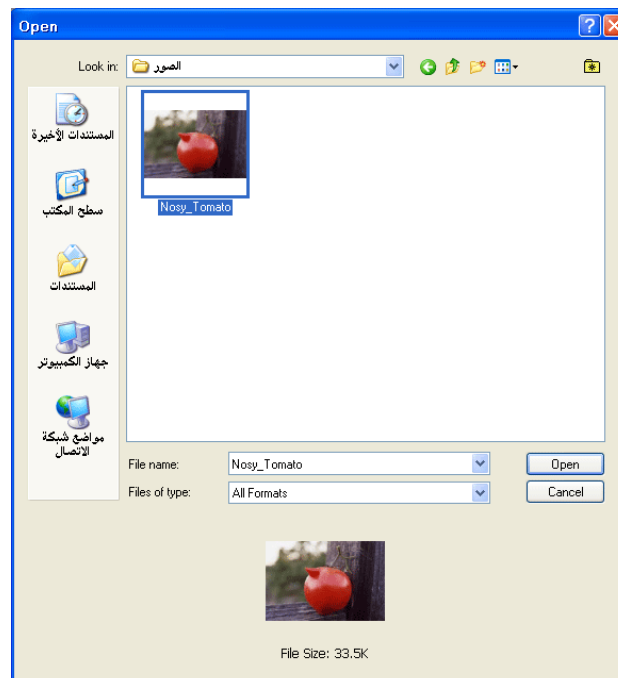 Open
Look in:
الصور
المستندات الأخيرة
سطح المكتب
المستندات
جهاز الكمبيوتر
مواضع شبكة
الاتصال
Nosy_Tomato
File name:
Nosy_Tomato
Open
Files of type:
All Formats
Cancel
File Size: 33.5K